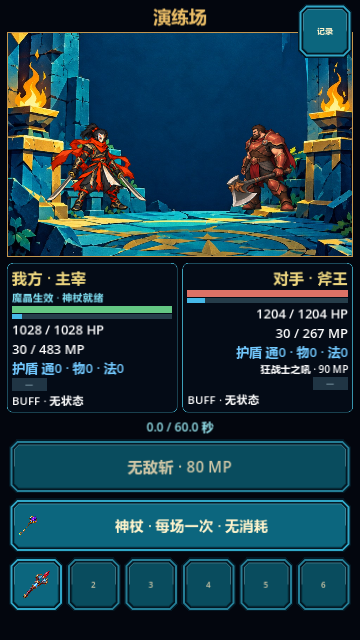 演练场
记录
我方 · 主宰
魔晶生效 · 神杖就绪
1028 / 1028 HP
30 / 483 MP
护盾 通0 · 物0 · 法0
—
BUFF · 无状态
对手 · 斧王
1204 / 1204 HP
30 / 267 MP
护盾 通0 · 物0 · 法0
狂战士之吼 · 90 MP
—
BUFF · 无状态
0.0 / 60.0 秒
无敌斩 · 80 MP
神杖 · 每场一次 · 无消耗
2 3 4 5 6